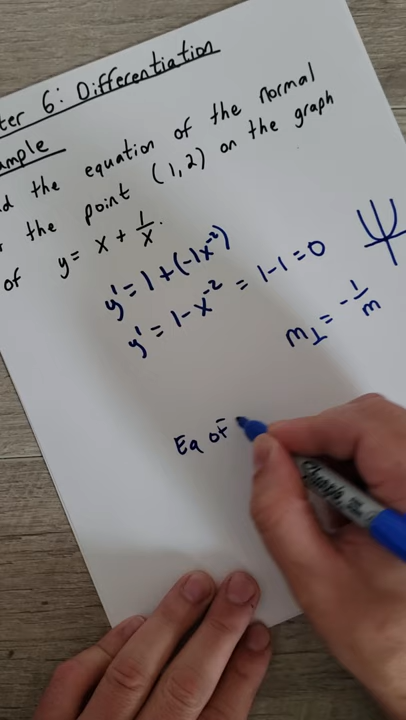 ter 6: Differentiation
ample
d the equation of the normal
the point (1,2) on the graph
of y = x + 1/x.
y' = 1 + (-1x^-2)
y' = 1 - x^-2 = 1 - 1 = 0
m⊥ = - 1/m
Eq of
Sharpie